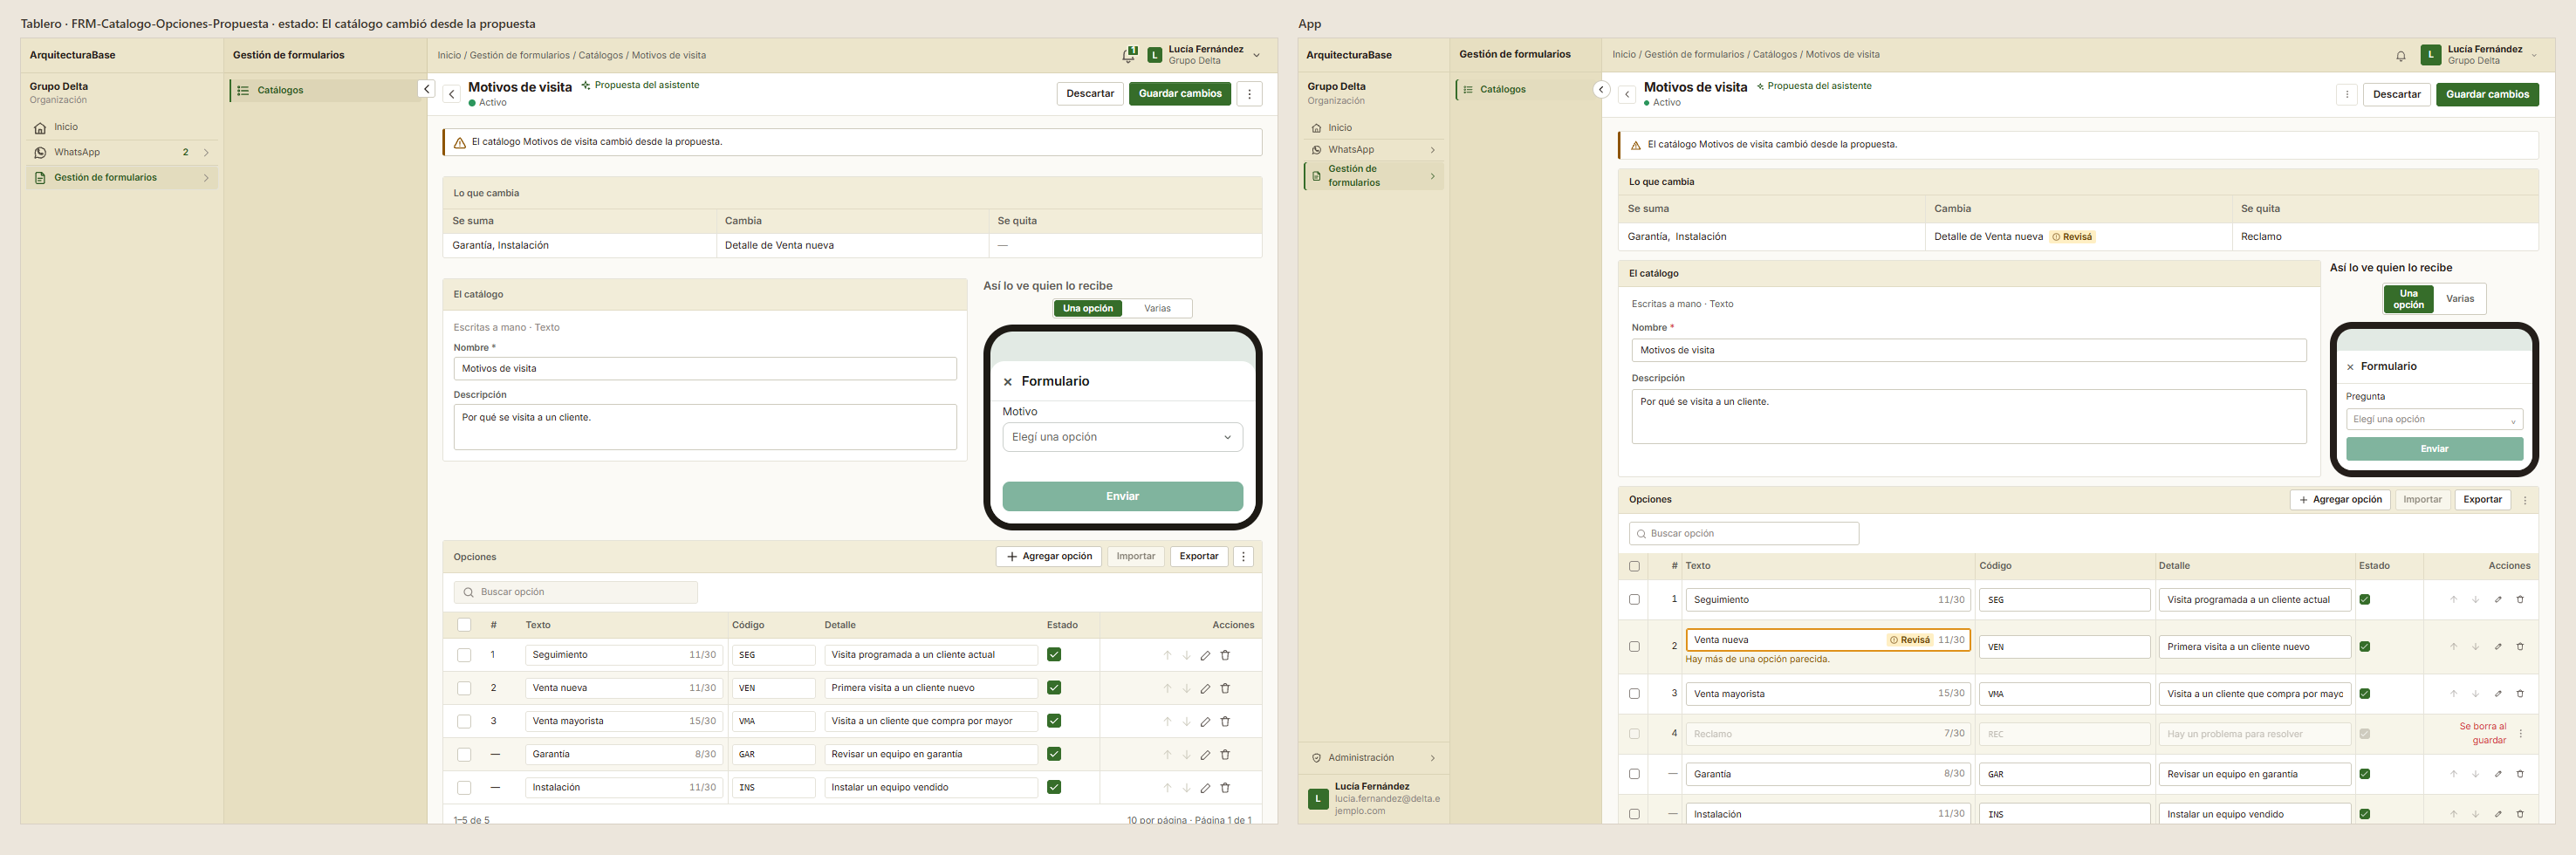 Tablero · FRM-Catalogo-Opciones-Propuesta · estado: El catálogo cambió desde la propuesta
ArquitecturaBase
Grupo Delta
Organización
Inicio
WhatsApp 2
Gestión de formularios
Gestión de formularios
Catálogos
Inicio / Gestión de formularios / Catálogos / Motivos de visita
1
L
Lucía Fernández
Grupo Delta
Motivos de visita
Propuesta del asistente
Activo
Descartar
Guardar cambios
El catálogo Motivos de visita cambió desde la propuesta.
Lo que cambia
Se suma Cambia Se quita
Garantía, Instalación Detalle de Venta nueva —
El catálogo
Escritas a mano · Texto
Nombre *
Motivos de visita
Descripción
Por qué se visita a un cliente.
Así lo ve quien lo recibe
Una opción Varias
Formulario
Motivo
Elegí una opción
Enviar
Opciones
Agregar opción Importar Exportar
Buscar opción
# Texto Código Detalle Estado Acciones
1 Seguimiento 11/30 SEG Visita programada a un cliente actual
2 Venta nueva 11/30 VEN Primera visita a un cliente nuevo
3 Venta mayorista 15/30 VMA Visita a un cliente que compra por mayor
— Garantía 8/30 GAR Revisar un equipo en garantía
— Instalación 11/30 INS Instalar un equipo vendido
1–5 de 5 10 por página · Página 1 de 1
App
ArquitecturaBase
Grupo Delta
Organización
Inicio
WhatsApp
Gestión de
formularios
Administración
L
Lucía Fernández
lucia.fernandez@delta.e
jemplo.com
Gestión de formularios
Catálogos
Inicio / Gestión de formularios / Catálogos / Motivos de visita
L
Lucía Fernández
Grupo Delta
Motivos de visita
Propuesta del asistente
Activo
Descartar
Guardar cambios
El catálogo Motivos de visita cambió desde la propuesta.
Lo que cambia
Se suma Cambia Se quita
Garantía, Instalación Detalle de Venta nueva Revisá Reclamo
El catálogo
Escritas a mano · Texto
Nombre *
Motivos de visita
Descripción
Por qué se visita a un cliente.
Así lo ve quien lo recibe
Una
opción
Varias
Formulario
Pregunta
Elegí una opción
Enviar
Opciones
Agregar opción Importar Exportar
Buscar opción
# Texto Código Detalle Estado Acciones
1 Seguimiento 11/30 SEG Visita programada a un cliente actual
2 Venta nueva Revisá 11/30 VEN Primera visita a un cliente nuevo
Hay más de una opción parecida.
3 Venta mayorista 15/30 VMA Visita a un cliente que compra por mayo
4 Reclamo 7/30 REC Hay un problema para resolver Se borra al
guardar
— Garantía 8/30 GAR Revisar un equipo en garantía
— Instalación 11/30 INS Instalar un equipo vendido